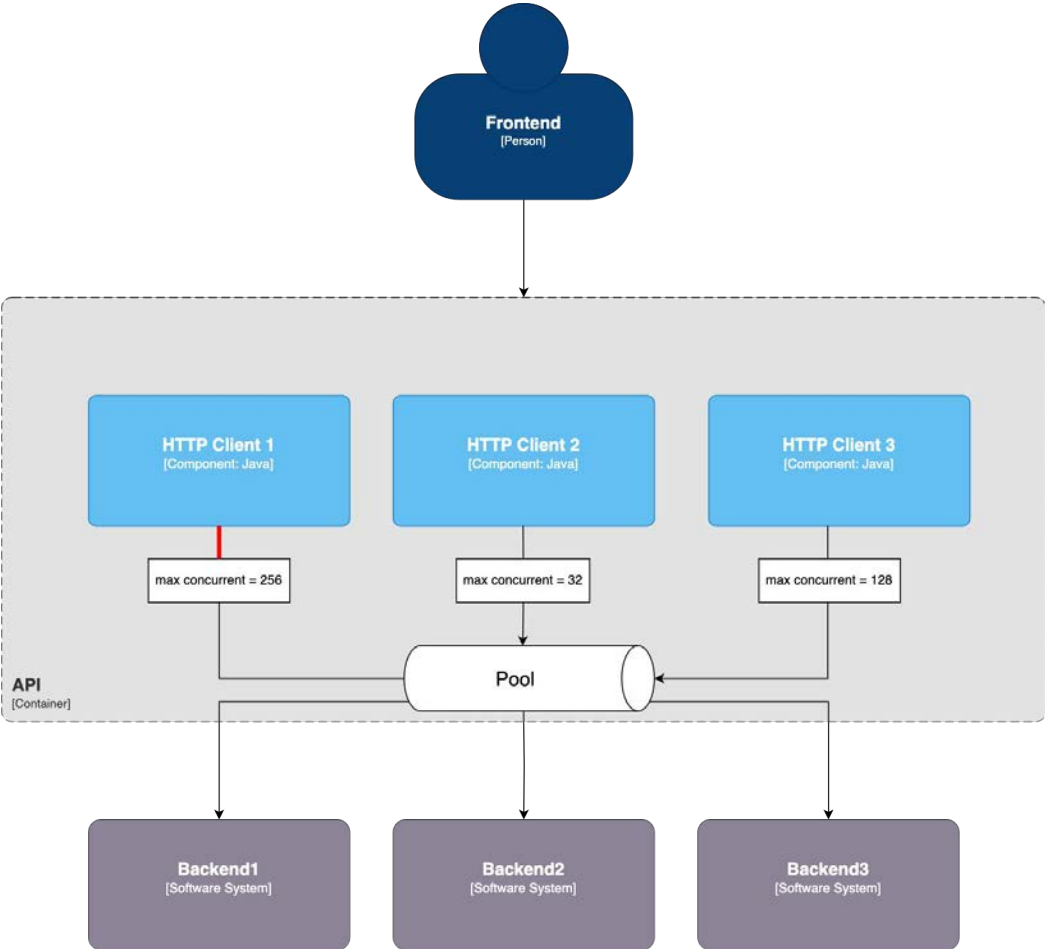 Frontend
[Person]
HTTP Client 1
[Component: Java]
HTTP Client 2
[Component: Java]
HTTP Client 3
[Component: Java]
max concurrent = 256
max concurrent = 32
max concurrent = 128
Pool
API
[Container]
Backend1
[Software System]
Backend2
[Software System]
Backend3
[Software System]